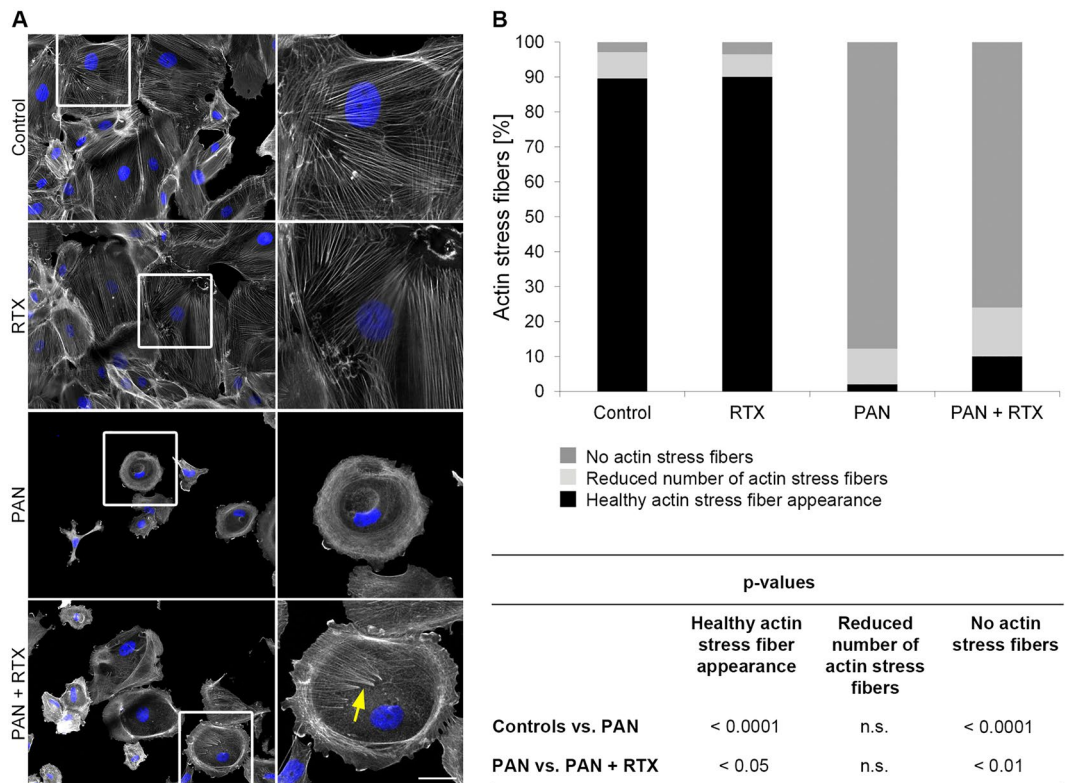 A
Control
RTX
PAN
PAN + RTX
B
Actin stress fibers [%]
100
90
80
70
60
50
40
30
20
10
0
Control RTX PAN PAN + RTX
No actin stress fibers
Reduced number of actin stress fibers
Healthy actin stress fiber appearance
p-values
Healthy actin Reduced No actin
stress fiber number of stress fibers
appearance actin stress
fibers
Controls vs. PAN < 0.0001 n.s. < 0.0001
PAN vs. PAN + RTX < 0.05 n.s. < 0.01